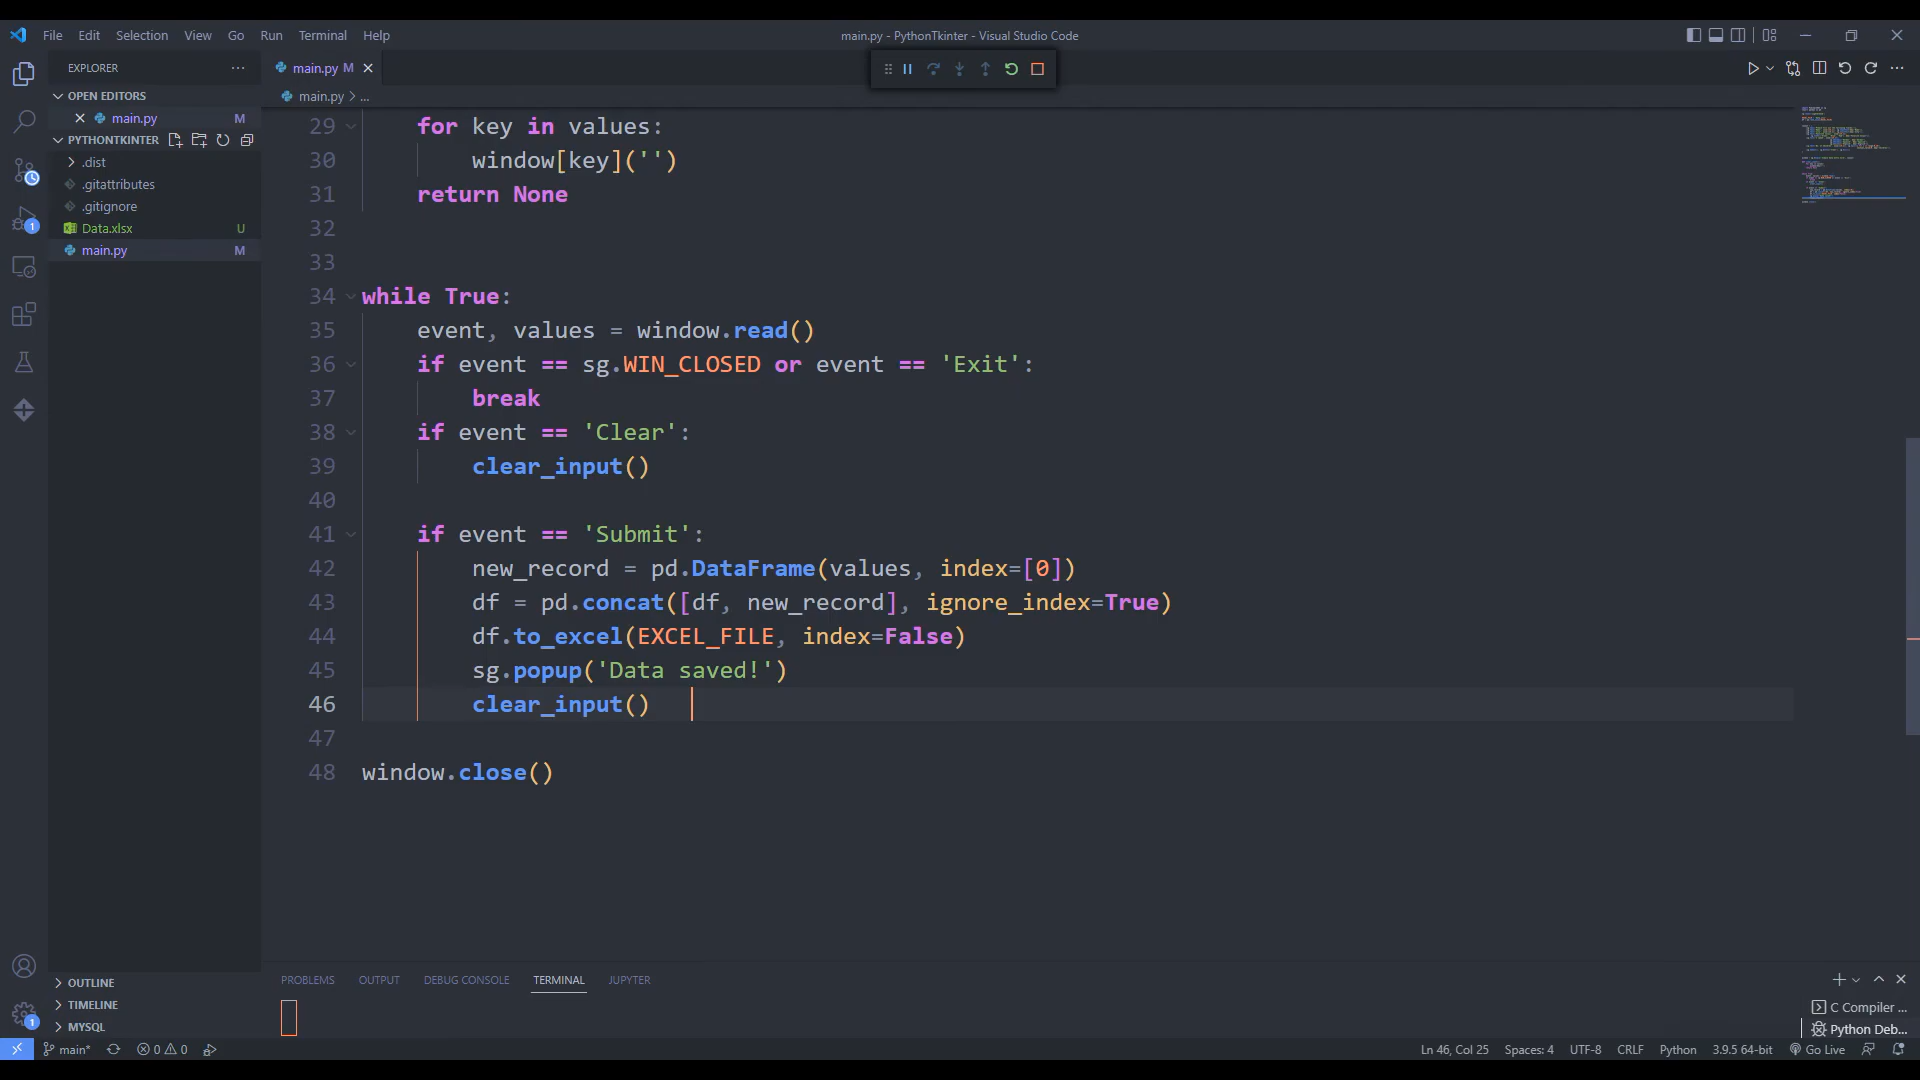 File Edit Selection View Go Run Terminal Help
main.py - PythonTkinter - Visual Studio Code
EXPLORER
main.py M
OPEN EDITORS
main.py > ...
main.py M
PYTHONTKINTER
.dist
.gitattributes
.gitignore
Data.xlsx U
main.py M
29 for key in values:
30 window[key]('')
31 return None
32
33
34 while True:
35 event, values = window.read()
36 if event == sg.WIN_CLOSED or event == 'Exit':
37 break
38 if event == 'Clear':
39 clear_input()
40
41 if event == 'Submit':
42 new_record = pd.DataFrame(values, index=[0])
43 df = pd.concat([df, new_record], ignore_index=True)
44 df.to_excel(EXCEL_FILE, index=False)
45 sg.popup('Data saved!')
46 clear_input()
47
48 window.close()
1
1
OUTLINE
TIMELINE
MYSQL
PROBLEMS OUTPUT DEBUG CONSOLE TERMINAL JUPYTER
C Compiler ...
Python Deb...
main* 0 0 Ln 46, Col 25 Spaces: 4 UTF-8 CRLF Python 3.9.5 64-bit Go Live